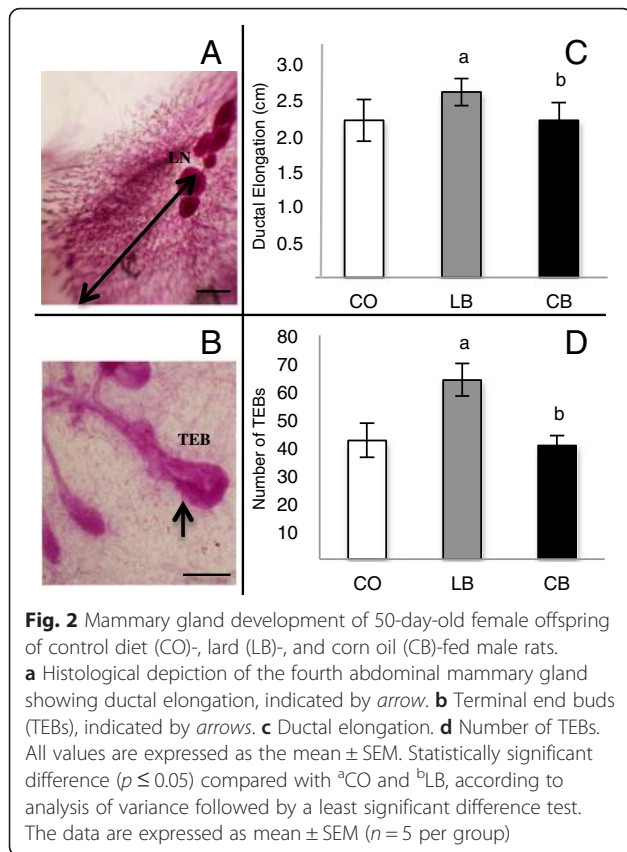 A
LN
C
Ductal Elongation (cm)
3.0
2.5
2.0
1.5
1.0
0.5
a
b
CO LB CB
B
TEB
D
Number of TEBs
80
70
60
50
40
30
20
10
a
b
CO LB CB
Fig. 2 Mammary gland development of 50-day-old female offspring
of control diet (CO)-, lard (LB)-, and corn oil (CB)-fed male rats.
a Histological depiction of the fourth abdominal mammary gland
showing ductal elongation, indicated by arrow. b Terminal end buds
(TEBs), indicated by arrows. c Ductal elongation. d Number of TEBs.
All values are expressed as the mean ± SEM. Statistically significant
difference (p ≤ 0.05) compared with ᵃCO and ᵇLB, according to
analysis of variance followed by a least significant difference test.
The data are expressed as mean ± SEM (n = 5 per group)